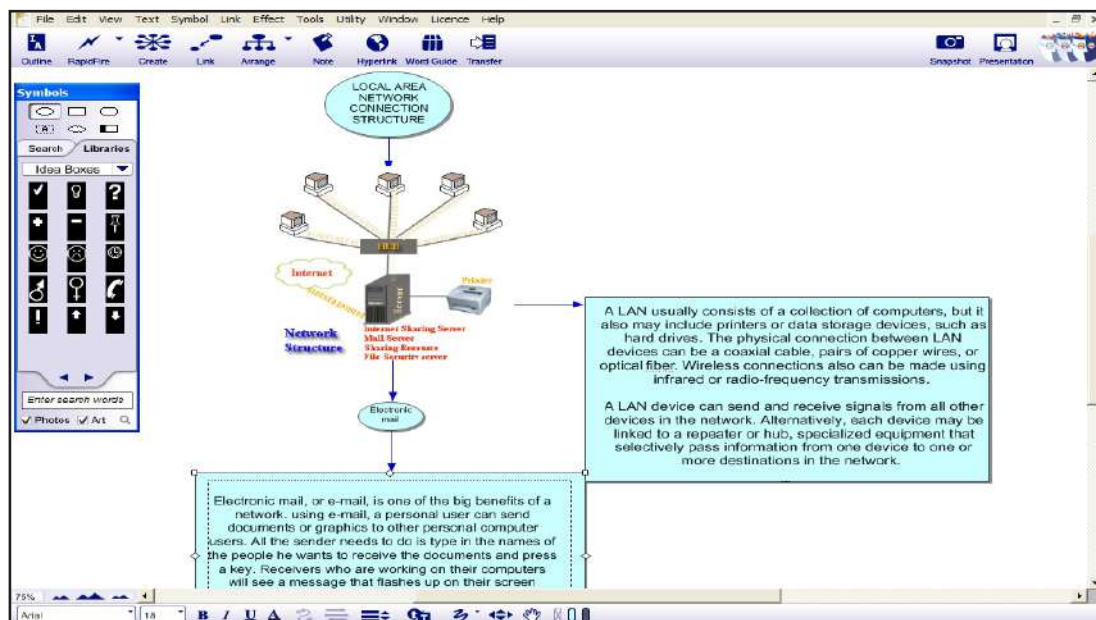 File Edit View Text Symbol Link Effect Tools Utility Window Licence Help
Outline RapidFire Create Link Arrange Note Hyperlink Word Guide Transfer Snapshot Presentation
Symbols
Search Libraries
Idea Boxes
Enter search words
Photos Art
LOCAL AREA
NETWORK
CONNECTION
STRUCTURE
HUB
Internet
Server
Printer
Network
Structure
Internet Sharing Server
Mail Server
Sharing Resource
File Security server
A LAN usually consists of a collection of computers, but it
also may include printers or data storage devices, such as
hard drives. The physical connection between LAN
devices can be a coaxial cable, pairs of copper wires, or
optical fiber. Wireless connections also can be made using
infrared or radio-frequency transmissions.
A LAN device can send and receive signals from all other
devices in the network. Alternatively, each device may be
linked to a repeater or hub, specialized equipment that
selectively pass information from one device to one or
more destinations in the network.
Electronic
mail
Electronic mail, or e-mail, is one of the big benefits of a
network. using e-mail, a personal user can send
documents or graphics to other personal computer
users. All the sender needs to do is type in the names of
the people he wants to receive the documents and press
a key. Receivers who are working on their computers
will see a message that flashes up on their screen
75%
Arial 18 B I U A